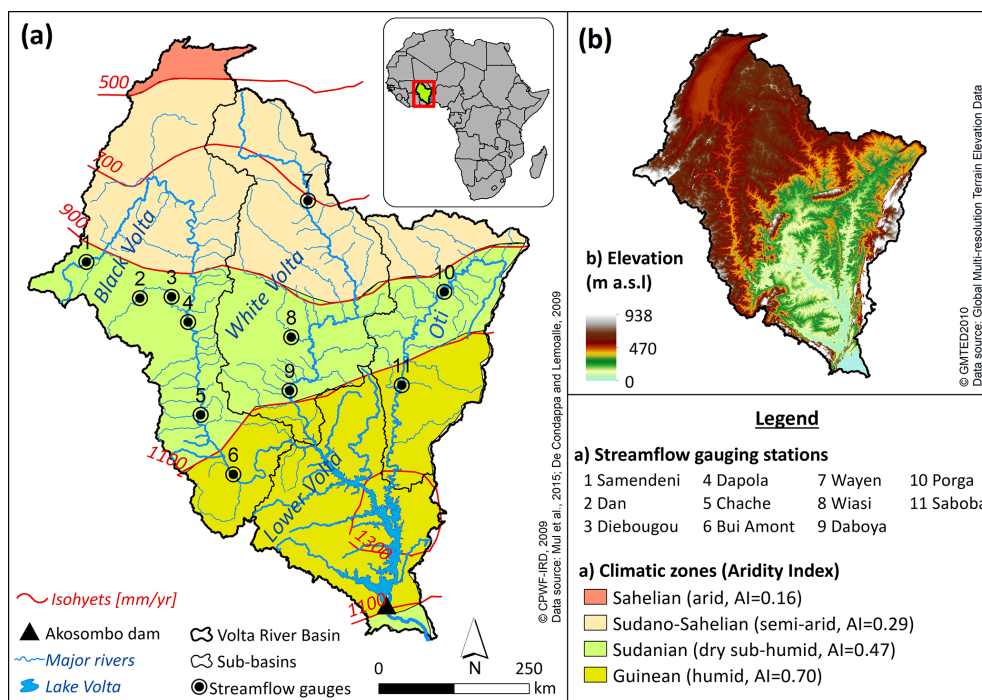 (a)
500
700
900
1
2
3
4
5
6
7
8
9
10
11
Black Volta
White Volta
Oti
Lower Volta
1100
1300
1100
Isohyets [mm/yr]
Akosombo dam
Major rivers
Lake Volta
Volta River Basin
Sub-basins
Streamflow gauges
N
0 250
km
©CPWF-IRD, 2009
Data source: Mul et al., 2015; De Condappa and Lemoalle, 2009
(b)
b) Elevation
(m a.s.l)
938
470
0
© GMTED2010
Data source: Global Multi-resolution Terrain Elevation Data
Legend
a) Streamflow gauging stations
1 Samendeni 4 Dapola 7 Wayen 10 Porga
2 Dan 5 Chache 8 Wiasi 11 Saboba
3 Diebougou 6 Bui Amont 9 Daboya
a) Climatic zones (Aridity Index)
Sahelian (arid, AI=0.16)
Sudano-Sahelian (semi-arid, AI=0.29)
Sudanian (dry sub-humid, AI=0.47)
Guinean (humid, AI=0.70)